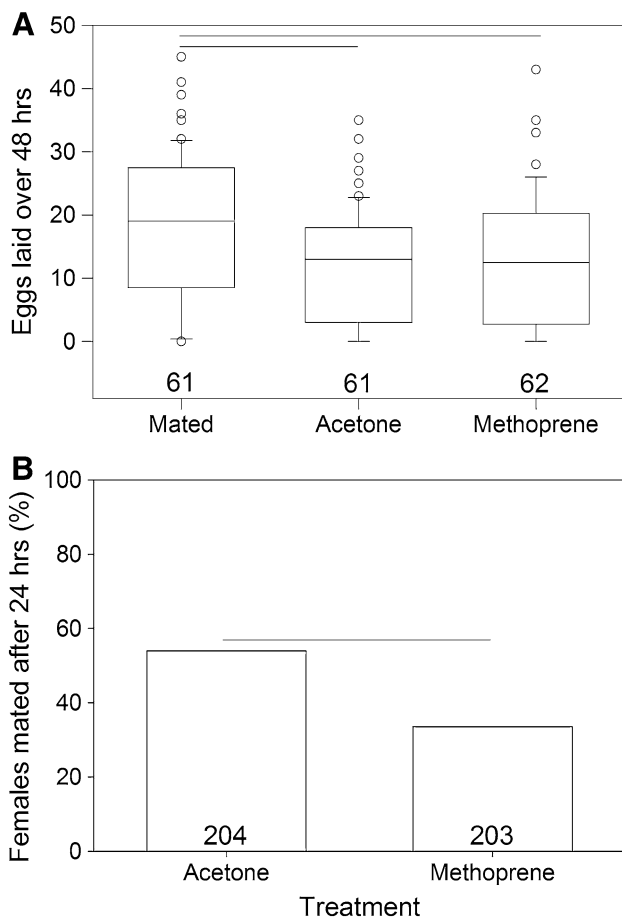 A
Eggs laid over 48 hrs
50
40
30
20
10
0
61 61 62
Mated Acetone Methoprene
B
Females mated after 24 hrs (%)
100
80
60
40
20
0
204 203
Acetone Methoprene
Treatment